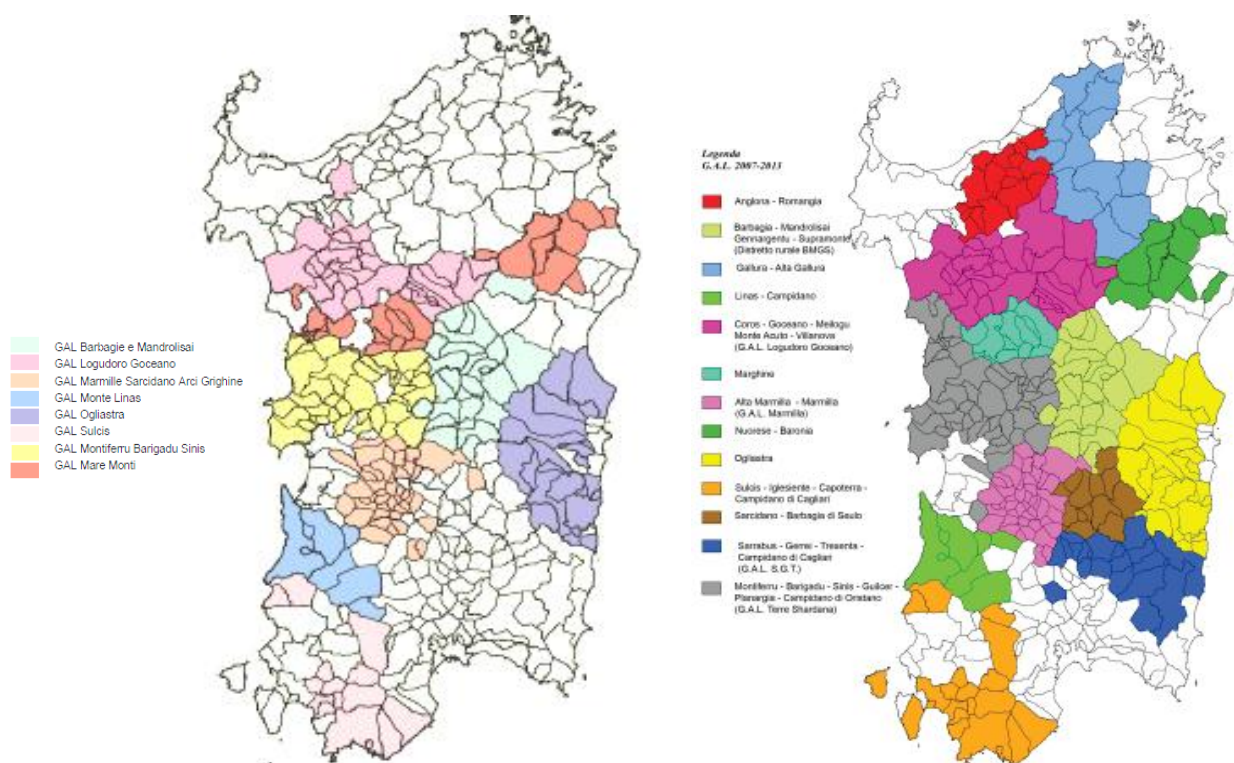 GAL Barbagie e Mandrolisai
GAL Logudoro Goceano
GAL Marmille Sarcidano Arci Grighine
GAL Monte Linas
GAL Ogliastra
GAL Sulcis
GAL Montiferru Barigadu Sinis
GAL Mare Monti
Legenda
G.A.L. 2007-2013
Anglona - Romangia
Barbagia - Mandrolisai
Gennargentu - Supramonte
(Distretto rurale BMGS)
Gallura - Alta Gallura
Linas - Campidano
Coros - Goceano - Meilogu
Monte Acuto - Villanova
(G.A.L. Logudoro Goceano)
Marghine
Alta Marmilla - Marmilla
(G.A.L. Marmilla)
Nuorese - Baronia
Ogliastra
Sulcis - Iglesiente - Capoterra -
Campidano di Cagliari
Sarcidano - Barbagia di Seulo
Sarrabus - Gerrei - Trexenta -
Campidano di Cagliari
(G.A.L. S.G.T.)
Montiferru - Barigadu - Sinis - Guilcer -
Planargia - Campidano di Oristano
(G.A.L. Terre Shardana)